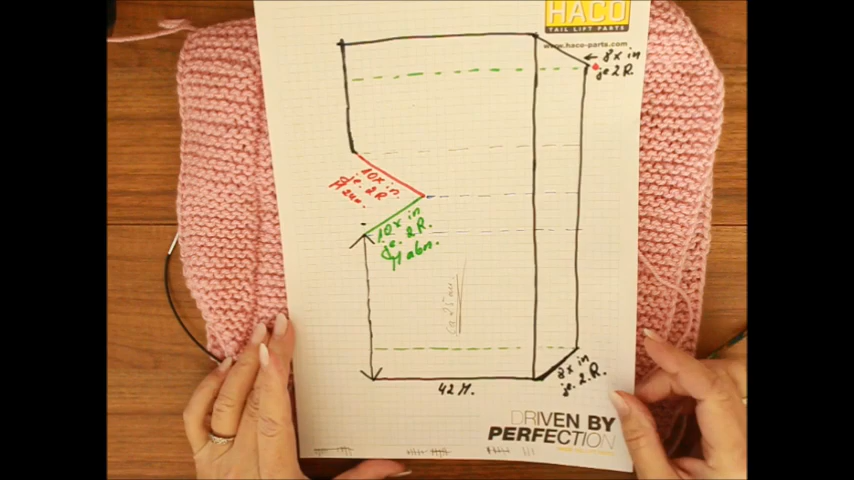 HACO
TAIL LIFT PARTS
www.haco-parts.com
← 8x in
je 2 R.
10x in
je. 2 R.
10x in
je. 2 R.
M abn.
42 M.
8x in
je. 2. R.
DRIVEN BY
PERFECTION